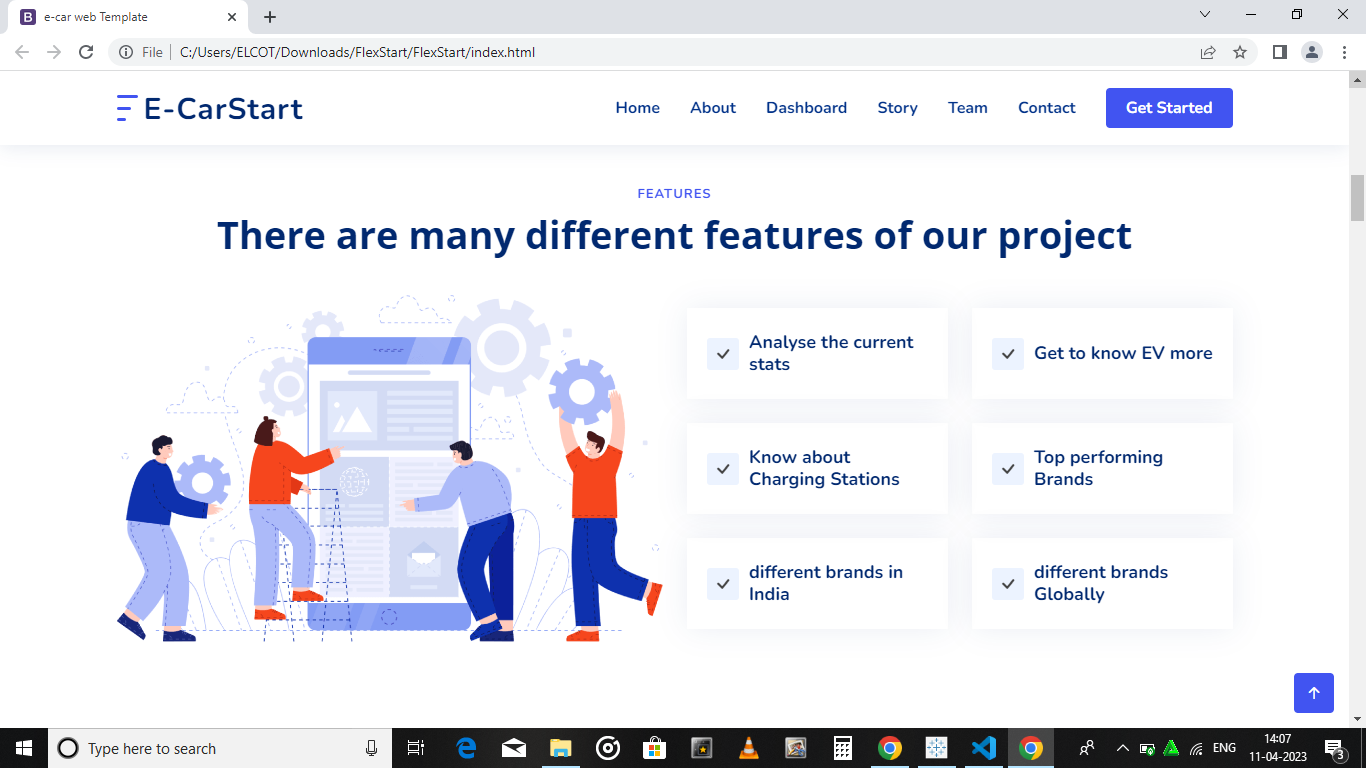 e-car web Template
File
C:/Users/ELCOT/Downloads/FlexStart/FlexStart/index.html
E-CarStart
Home
About
Dashboard
Story
Team
Contact
Get Started
FEATURES
There are many different features of our project
Analyse the current
stats
Get to know EV more
Know about
Charging Stations
Top performing
Brands
different brands in
India
different brands
Globally
Type here to search
ENG
14:07
11-04-2023
3